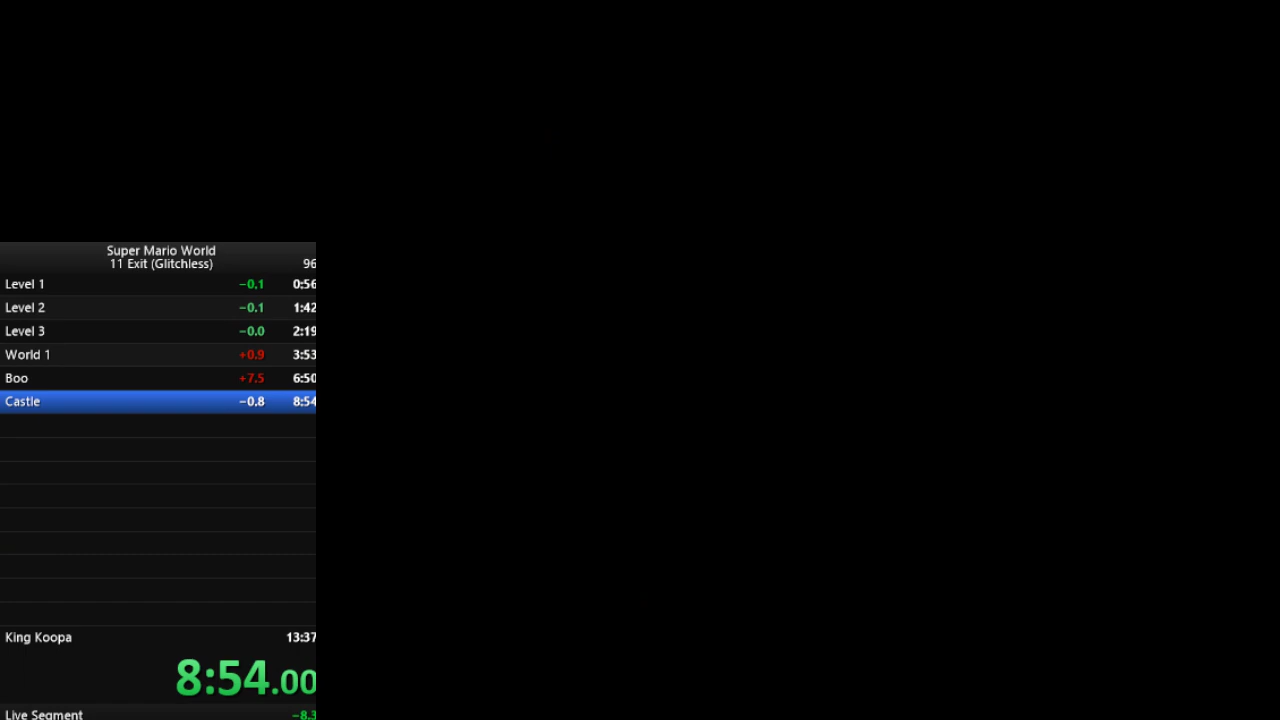 Super Mario World
11 Exit (Glitchless)
96
Level 1 −0.1 0:56
Level 2 −0.1 1:42
Level 3 −0.0 2:19
World 1 +0.9 3:53
Boo +7.5 6:50
Castle −0.8 8:54
King Koopa 13:37
8:54.00
Live Segment −8.3